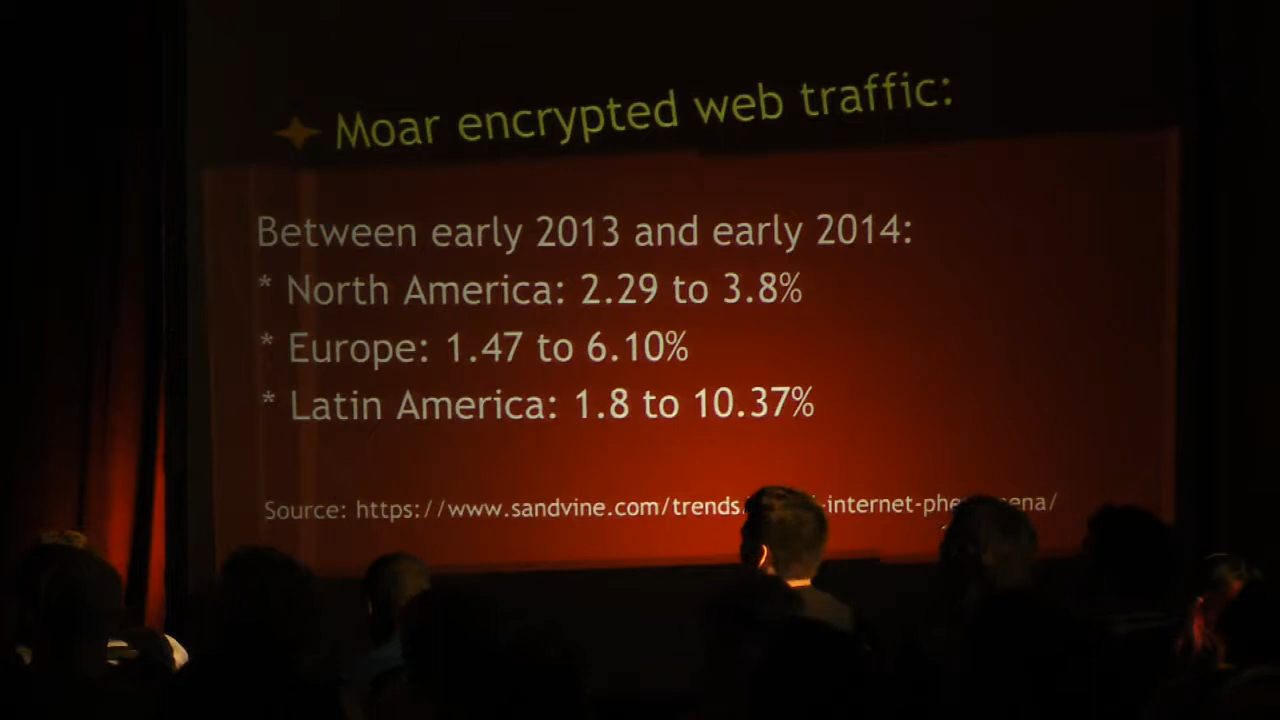 Moar encrypted web traffic:
Between early 2013 and early 2014:
* North America: 2.29 to 3.8%
* Europe: 1.47 to 6.10%
* Latin America: 1.8 to 10.37%
Source: https://www.sandvine.com/trends/ -internet-